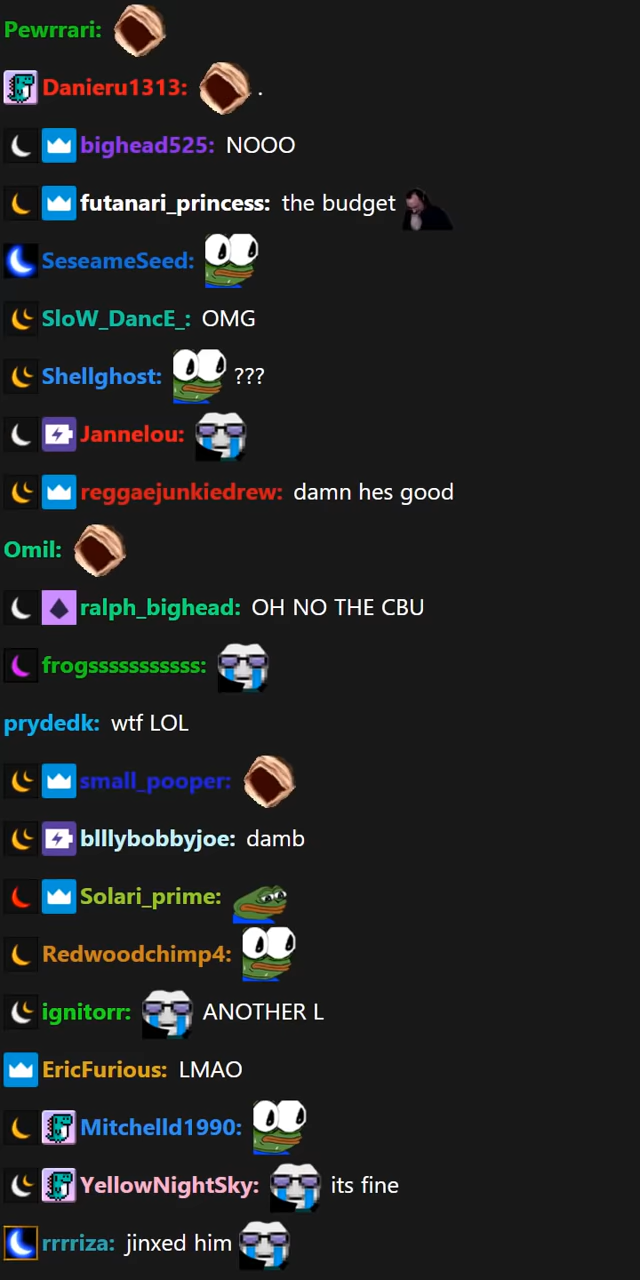 Pewrrari:
Danieru1313: .
bighead525: NOOO
futanari_princess: the budget
SeseameSeed:
SloW_DancE_: OMG
Shellghost: ???
Jannelou:
reggaejunkiedrew: damn hes good
Omil:
ralph_bighead: OH NO THE CBU
frogsssssssssss:
prydedk: wtf LOL
small_pooper:
blllybobbyjoe: damb
Solari_prime:
Redwoodchimp4:
ignitorr: ANOTHER L
EricFurious: LMAO
Mitchelld1990:
YellowNightSky: its fine
rrrriza: jinxed him